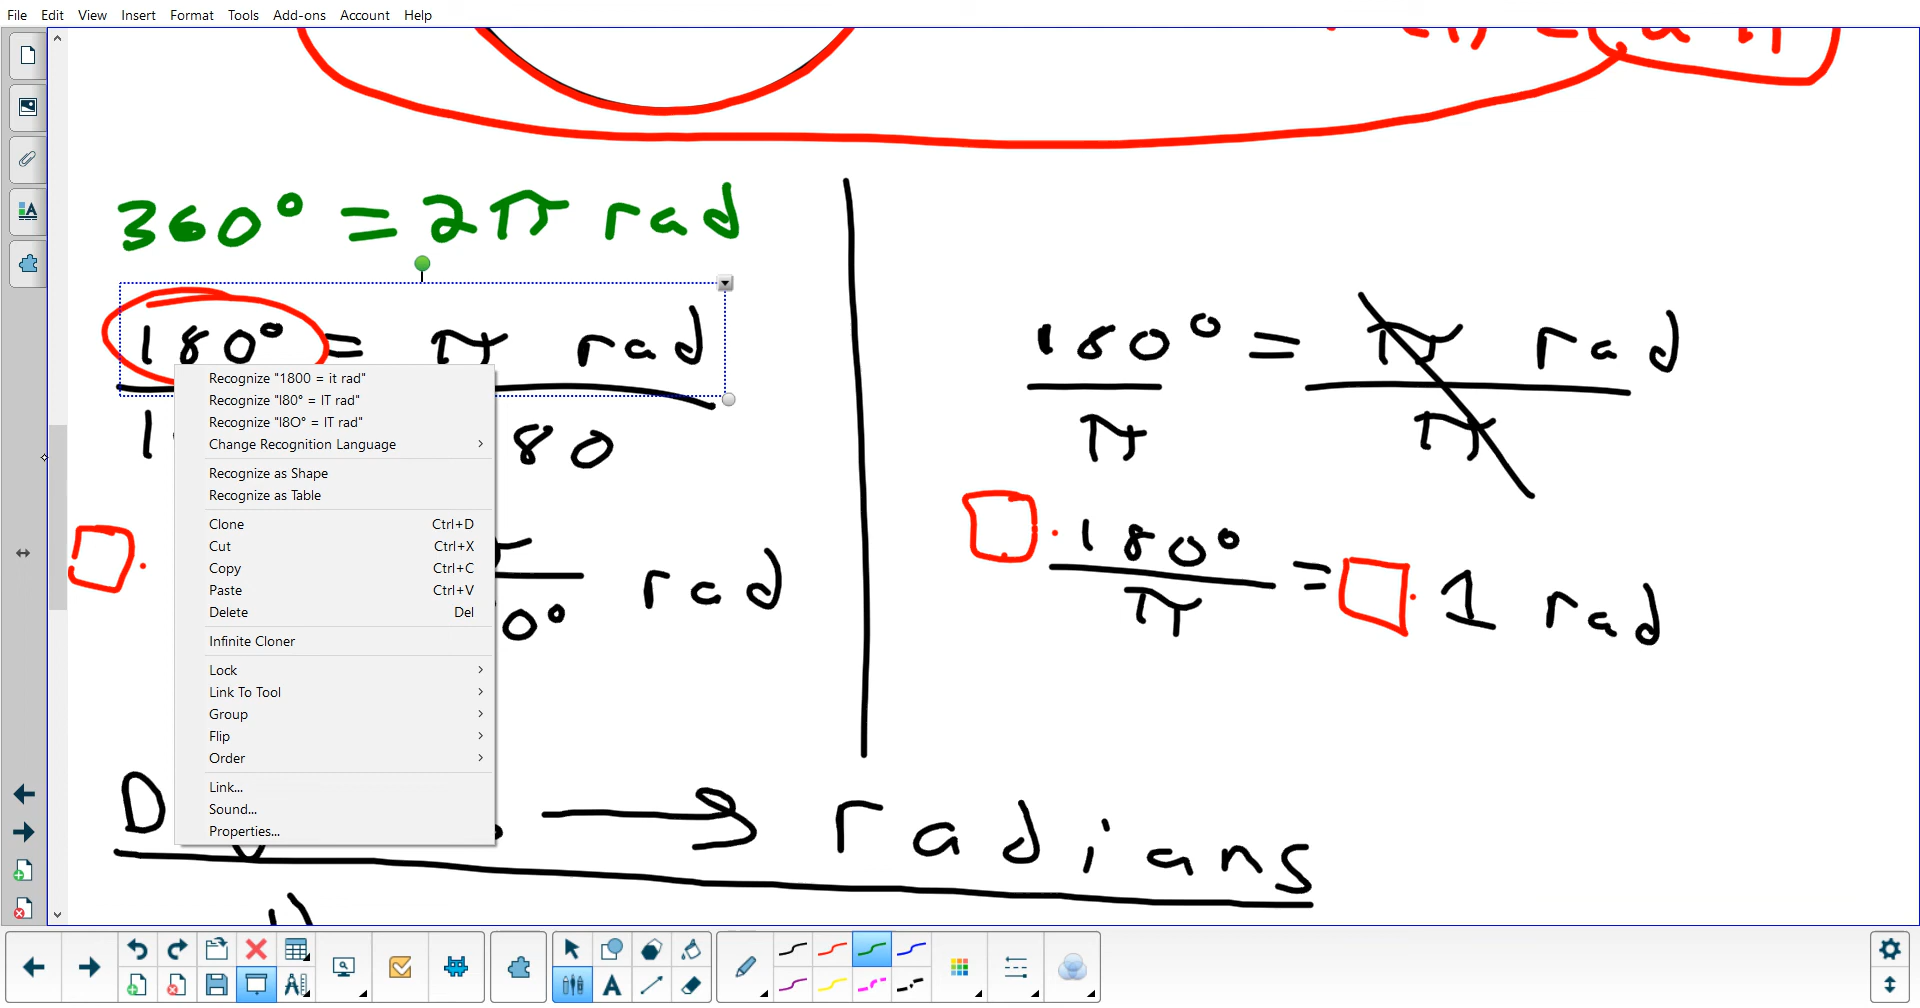 File Edit View Insert Format Tools Add-ons Account Help
360° = 2π rad
180° = π rad
1
80
0° rad
180° = π rad
π π
· 180° = · 1 rad
π
Recognize "1800 = it rad"
Recognize "I80° = IT rad"
Recognize "I8O° = IT rad"
Change Recognition Language
Recognize as Shape
Recognize as Table
Clone Ctrl+D
Cut Ctrl+X
Copy Ctrl+C
Paste Ctrl+V
Delete Del
Infinite Cloner
Lock
Link To Tool
Group
Flip
Order
Link...
Sound...
Properties...
D → radians